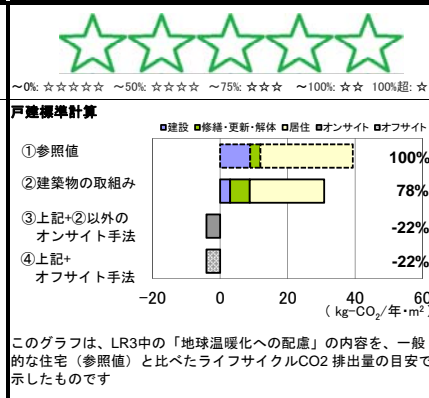 ～0%: ☆☆☆☆☆ ～50%: ☆☆☆☆ ～75%: ☆☆☆ ～100%: ☆☆ 100%超: ☆
戸建標準計算
■建設 ■修繕・更新・解体 □居住 ■オンサイト ■オフサイト
①参照値 100%
②建築物の取組み 78%
③上記+②以外の
オンサイト手法 -22%
④上記+
オフサイト手法 -22%
-20 0 20 40 60
( kg-CO2/年・m²
このグラフは、LR3中の「地球温暖化への配慮」の内容を、一般
的な住宅（参照値）と比べたライフサイクルCO2 排出量の目安で
示したものです